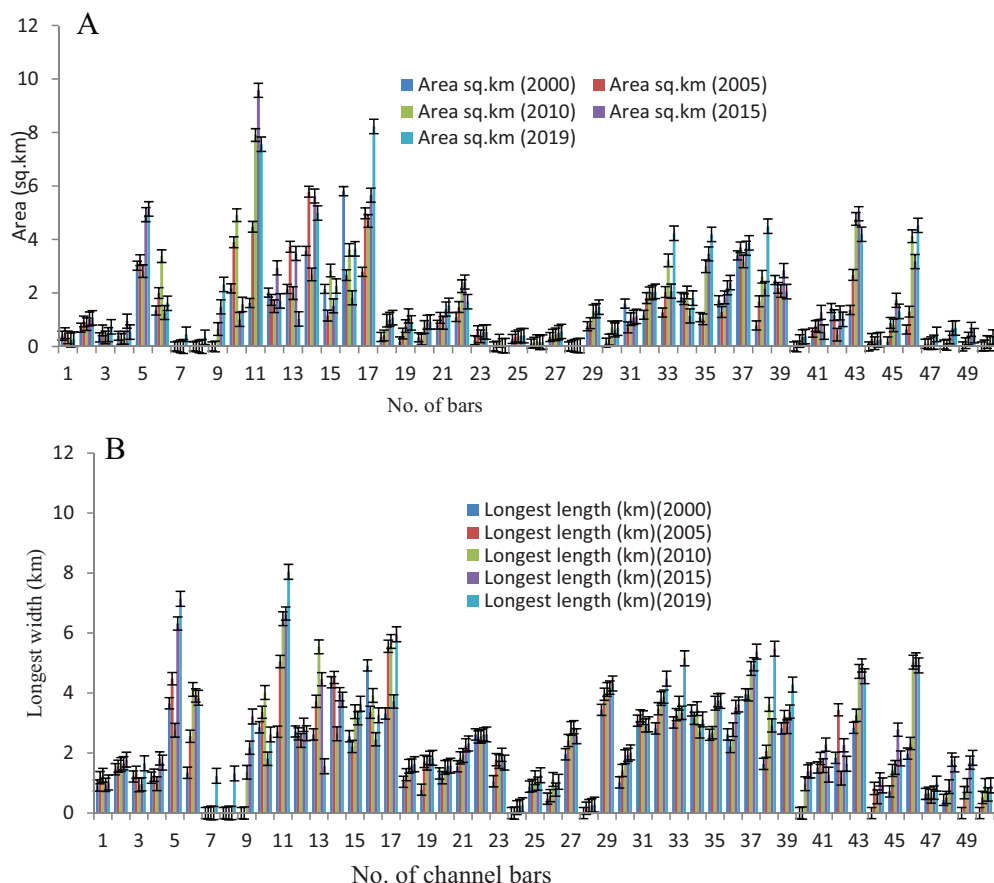 A
12
10
8
6
4
2
0
Area (sq.km)
Area sq.km (2000) Area sq.km (2005)
Area sq.km (2010) Area sq.km (2015)
Area sq.km (2019)
1 3 5 7 9 11 13 15 17 19 21 23 25 27 29 31 33 35 37 39 41 43 45 47 49
No. of bars
B
12
10
8
6
4
2
0
Longest width (km)
Longest length (km)(2000)
Longest length (km)(2005)
Longest length (km)(2010)
Longest length (km)(2015)
Longest length (km)(2019)
1 3 5 7 9 11 13 15 17 19 21 23 25 27 29 31 33 35 37 39 41 43 45 47 49
No. of channel bars